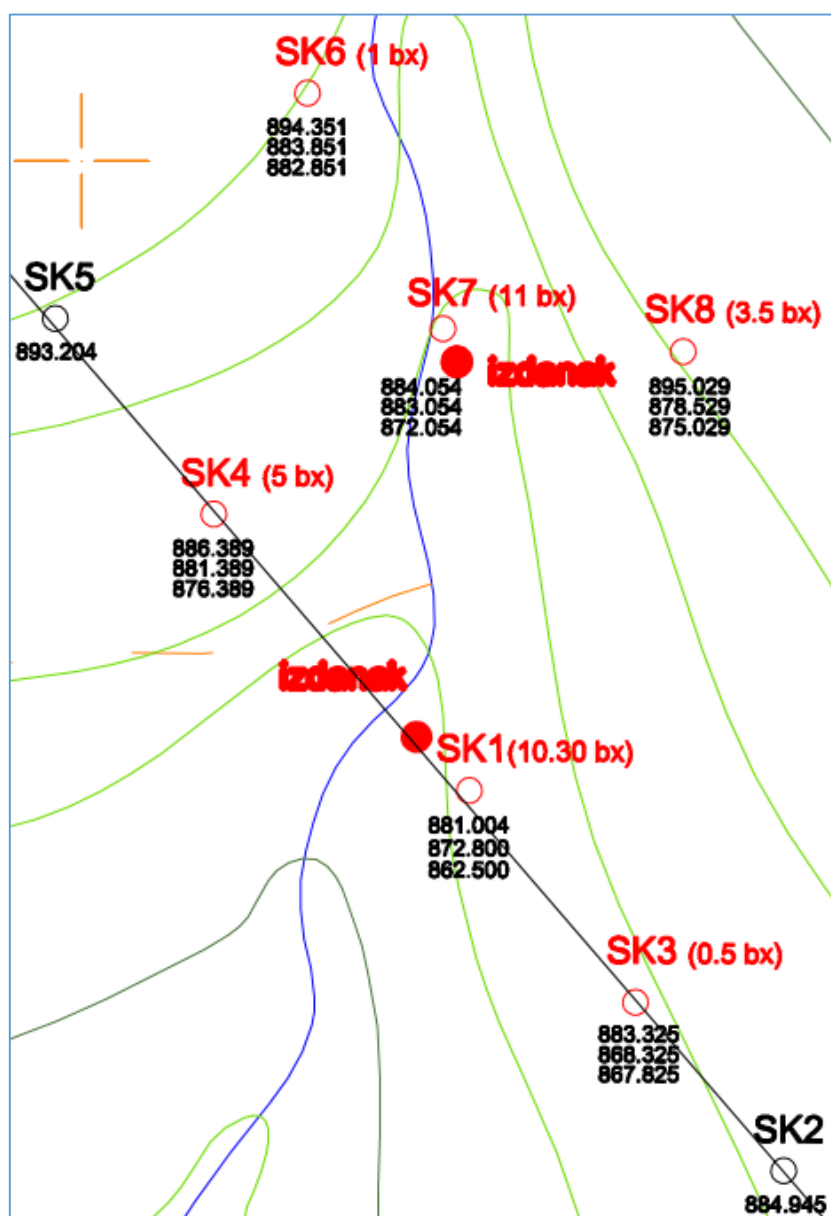 SK6 (1 bx)
894.351
883.851
882.851
SK5
893.204
SK7 (11 bx)
izdanak
884.054
883.054
872.054
SK8 (3.5 bx)
895.029
878.529
875.029
SK4 (5 bx)
886.389
881.389
876.389
izdanak
SK1(10.30 bx)
881.004
872.800
862.500
SK3 (0.5 bx)
883.325
868.325
867.825
SK2
884.945